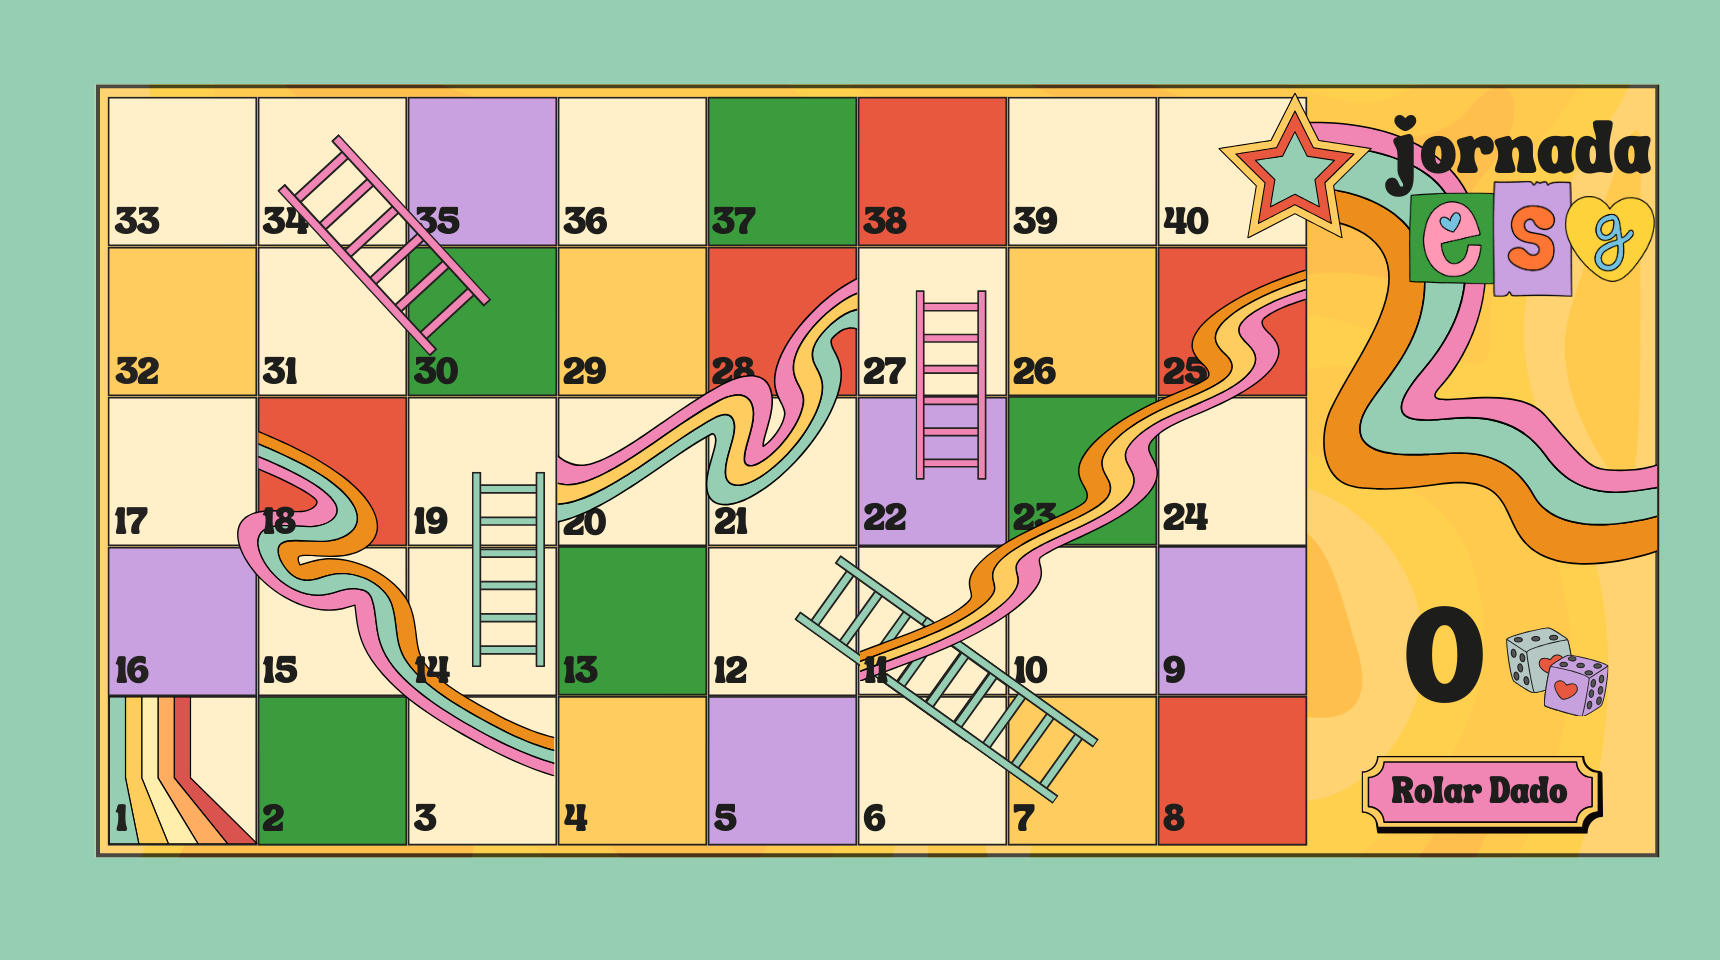 jornada
e s g
33 34 35 36 37 38 39 40
32 31 30 29 28 27 26 25
17 18 19 20 21 22 23 24
16 15 14 13 12 11 10 9
1 2 3 4 5 6 7 8
0
Rolar Dado